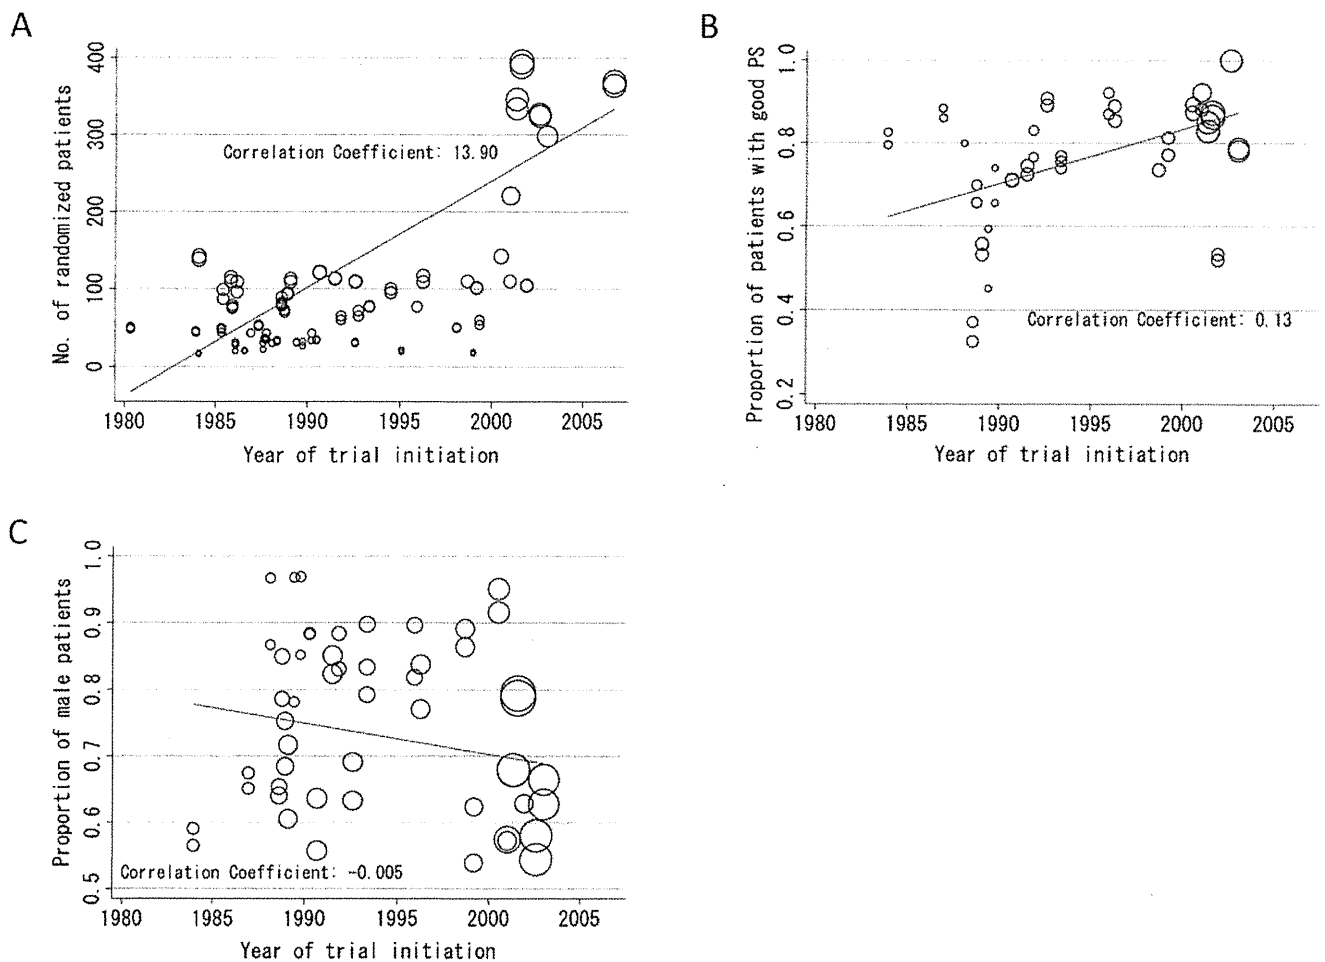 A
No. of randomized patients
400
300
200
100
0
Correlation Coefficient: 13.90
1980 1985 1990 1995 2000 2005
Year of trial initiation
B
Proportion of patients with good PS
1.0
0.8
0.6
0.4
0.2
Correlation Coefficient: 0.13
1980 1985 1990 1995 2000 2005
Year of trial initiation
C
Proportion of male patients
1.0
0.9
0.8
0.7
0.6
0.5
Correlation Coefficient: -0.005
1980 1985 1990 1995 2000 2005
Year of trial initiation